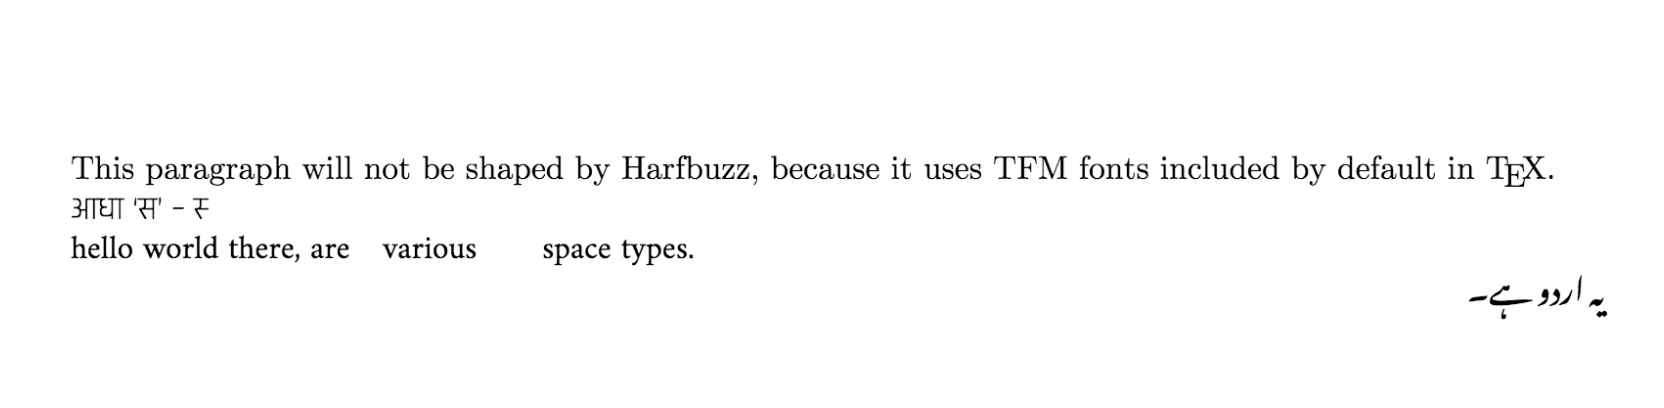 This paragraph will not be shaped by Harfbuzz, because it uses TFM fonts included by default in TEX.
आधा ‘स’ – स्
hello world there, are various space types.
یہ اردو ہے۔